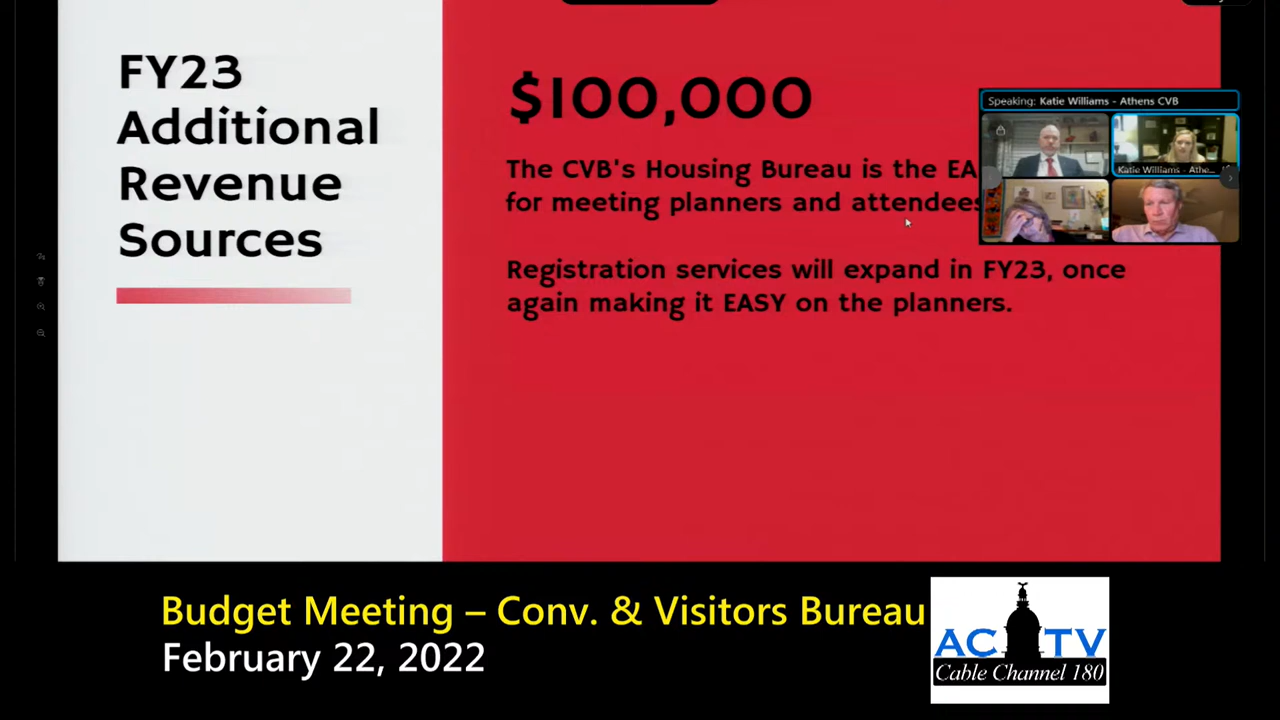 FY23
Additional
Revenue
Sources
$100,000
The CVB's Housing Bureau is the
for meeting planners and attendees
Registration services will expand in FY23, once
again making it EASY on the planners.
Speaking: Katie Williams - Athens CVB
Katie Williams - Athe...
Budget Meeting – Conv. & Visitors Bureau
February 22, 2022
AC TV
Cable Channel 180